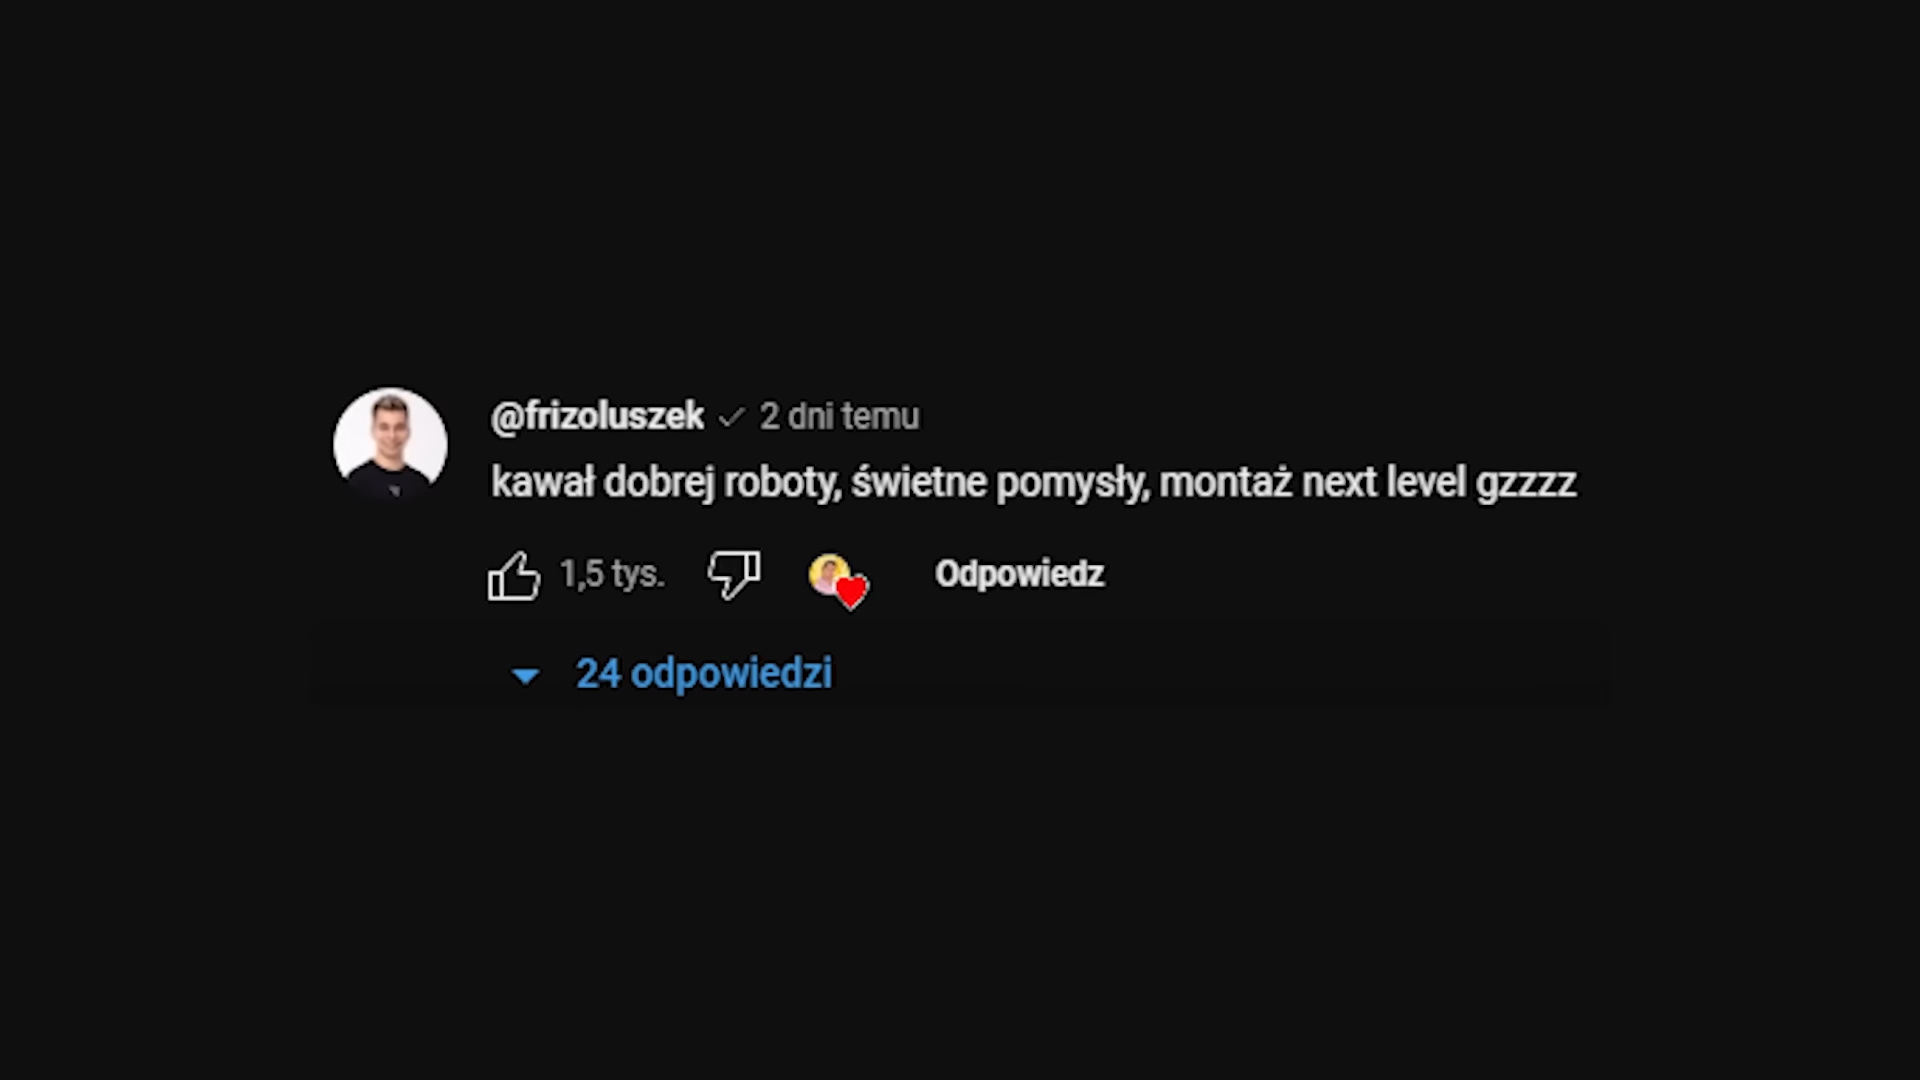 @frizoluszek 2 dni temu
kawał dobrej roboty, świetne pomysły, montaż next level gzzzz
1,5 tys. Odpowiedz
24 odpowiedzi